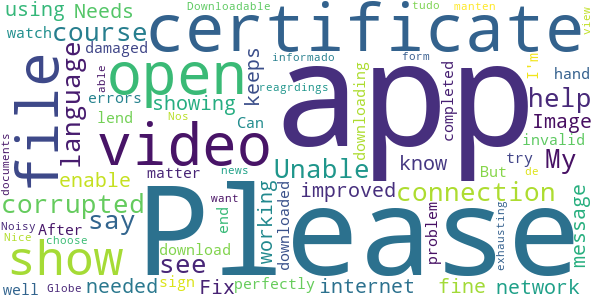 using Needs Downloadable tudo manten
watch course certificate view
damaged able informado form
file language open keeps app I'm hand
errors showing reagrdings downloading completed help
lend Nos Can Image
video Unable know try My invalid
documents matter news But de
enable improved connection
corrupted working downloaded message
say end want Please problem exhausting
Noisy After see download
show Nice choose sign perfectly fine
well Globe needed Fix internet network